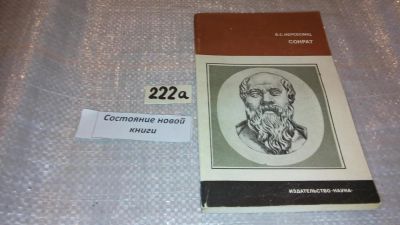 В.С. НЕРСЕСЯНЦ
СОКРАТ
222а
Состояние новой
книги
ИЗДАТЕЛЬСТВО «НАУКА»